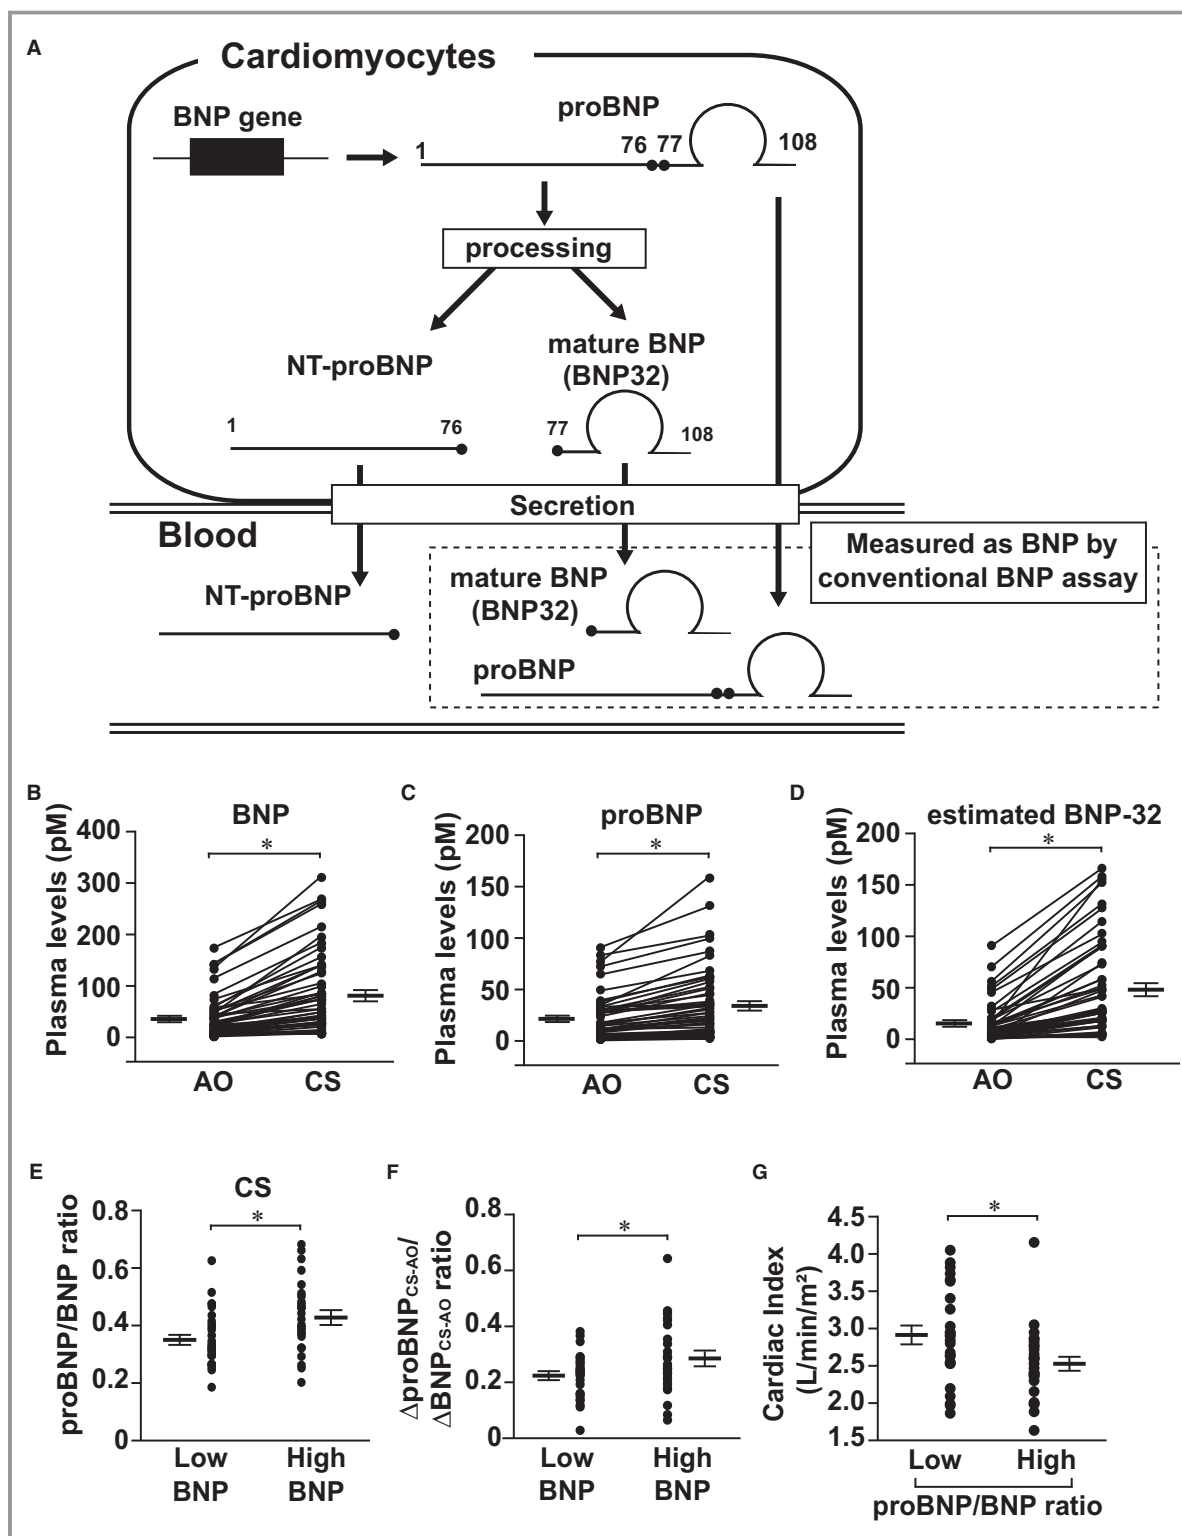 A
Cardiomyocytes
BNP gene
proBNP
1
76 77
108
processing
NT-proBNP
mature BNP
(BNP32)
1
76
77
108
Secretion
Blood
Measured as BNP by
conventional BNP assay
NT-proBNP
mature BNP
(BNP32)
proBNP
B
BNP
Plasma levels (pM)
400
300
200
100
0
*
AO
CS
C
proBNP
Plasma levels (pM)
200
150
100
50
0
*
AO
CS
D
estimated BNP-32
Plasma levels (pM)
200
150
100
50
0
*
AO
CS
E
CS
proBNP/BNP ratio
0.8
0.6
0.4
0.2
0
*
Low
BNP
High
BNP
F
△proBNPCS-AO/
△BNPCS-AO ratio
0.8
0.6
0.4
0.2
0
*
Low
BNP
High
BNP
G
Cardiac Index
(L/min/m²)
4.5
4.0
3.5
3.0
2.5
2.0
1.5
*
Low
High
proBNP/BNP ratio